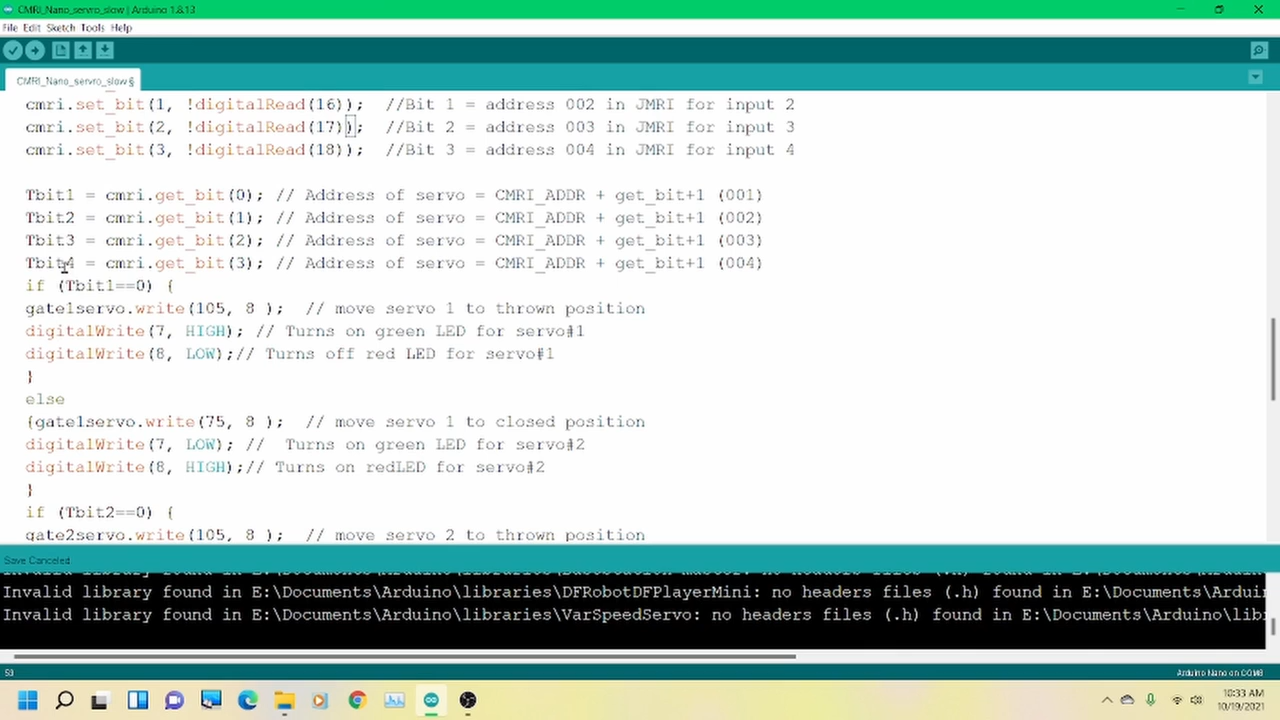 CMRI_Nano_servro_slow | Arduino 1.8.13
File Edit Sketch Tools Help
CMRI_Nano_servro_slow §
cmri.set_bit(1, !digitalRead(16)); //Bit 1 = address 002 in JMRI for input 2
cmri.set_bit(2, !digitalRead(17)); //Bit 2 = address 003 in JMRI for input 3
cmri.set_bit(3, !digitalRead(18)); //Bit 3 = address 004 in JMRI for input 4
Tbit1 = cmri.get_bit(0); // Address of servo = CMRI_ADDR + get_bit+1 (001)
Tbit2 = cmri.get_bit(1); // Address of servo = CMRI_ADDR + get_bit+1 (002)
Tbit3 = cmri.get_bit(2); // Address of servo = CMRI_ADDR + get_bit+1 (003)
Tbit4 = cmri.get_bit(3); // Address of servo = CMRI_ADDR + get_bit+1 (004)
if (Tbit1==0) {
gate1servo.write(105, 8 ); // move servo 1 to thrown position
digitalWrite(7, HIGH); // Turns on green LED for servo#1
digitalWrite(8, LOW);// Turns off red LED for servo#1
}
else
{gate1servo.write(75, 8 ); // move servo 1 to closed position
digitalWrite(7, LOW); // Turns on green LED for servo#2
digitalWrite(8, HIGH);// Turns on redLED for servo#2
}
if (Tbit2==0) {
gate2servo.write(105, 8 ); // move servo 2 to thrown position
Save Canceled
Invalid library found in E:\Documents\Arduino\libraries\DFRobotDFPlayerMini: no headers files (.h) found in E:\Documents\Arduin
Invalid library found in E:\Documents\Arduino\libraries\VarSpeedServo: no headers files (.h) found in E:\Documents\Arduino\lib
53
Arduino Nano on COM8
10:33 AM
10/19/2021